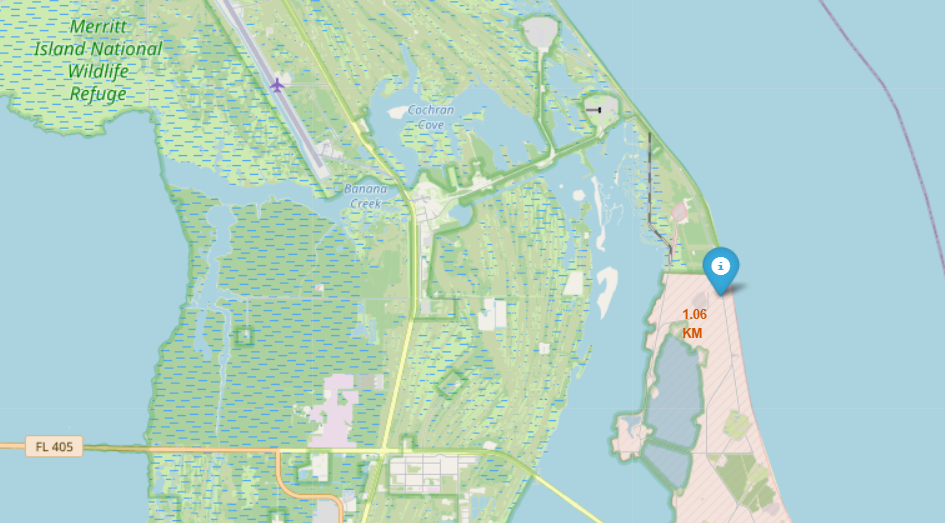 Merritt
Island National
Wildlife
Refuge
Cochran
Cove
Banana
Creek
i
1.06
KM
FL 405